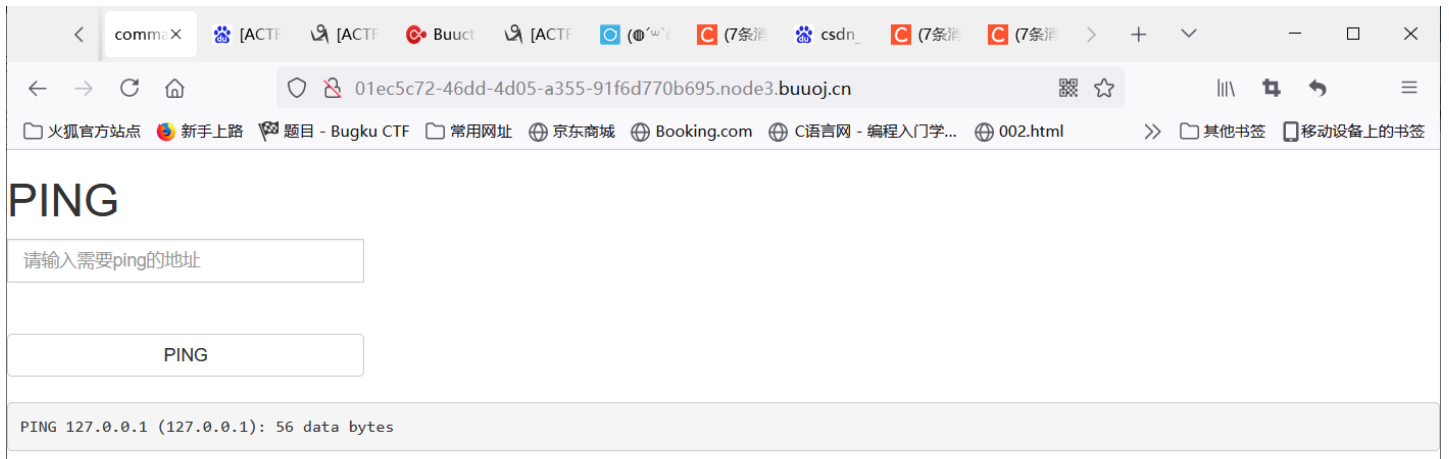 comma [ACTF [ACTF Buuct [ACTF (◍´꒳`◍ (7条消 csdn_ (7条消 (7条消
01ec5c72-46dd-4d05-a355-91f6d770b695.node3.buuoj.cn
火狐官方站点 新手上路 题目 - Bugku CTF 常用网址 京东商城 Booking.com C语言网 - 编程入门学... 002.html 其他书签 移动设备上的书签
PING
请输入需要ping的地址
PING
PING 127.0.0.1 (127.0.0.1): 56 data bytes